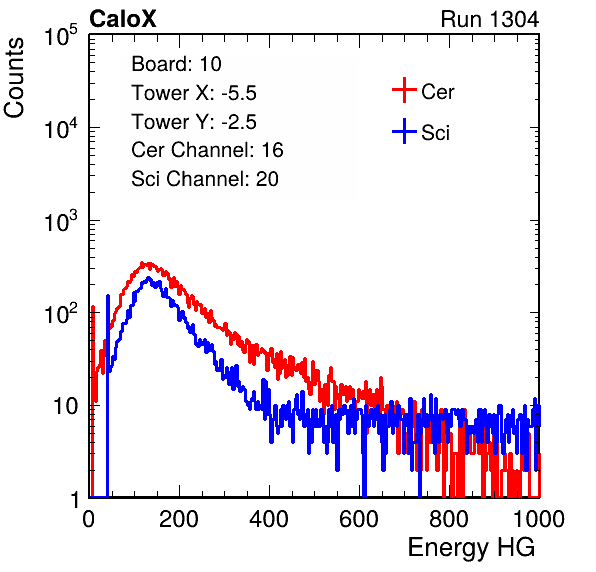 CaloX Run 1304
Counts
10^5
10^4
10^3
10^2
10
1
Board: 10
Tower X: -5.5
Tower Y: -2.5
Cer Channel: 16
Sci Channel: 20
Cer
Sci
0 200 400 600 800 1000
Energy HG